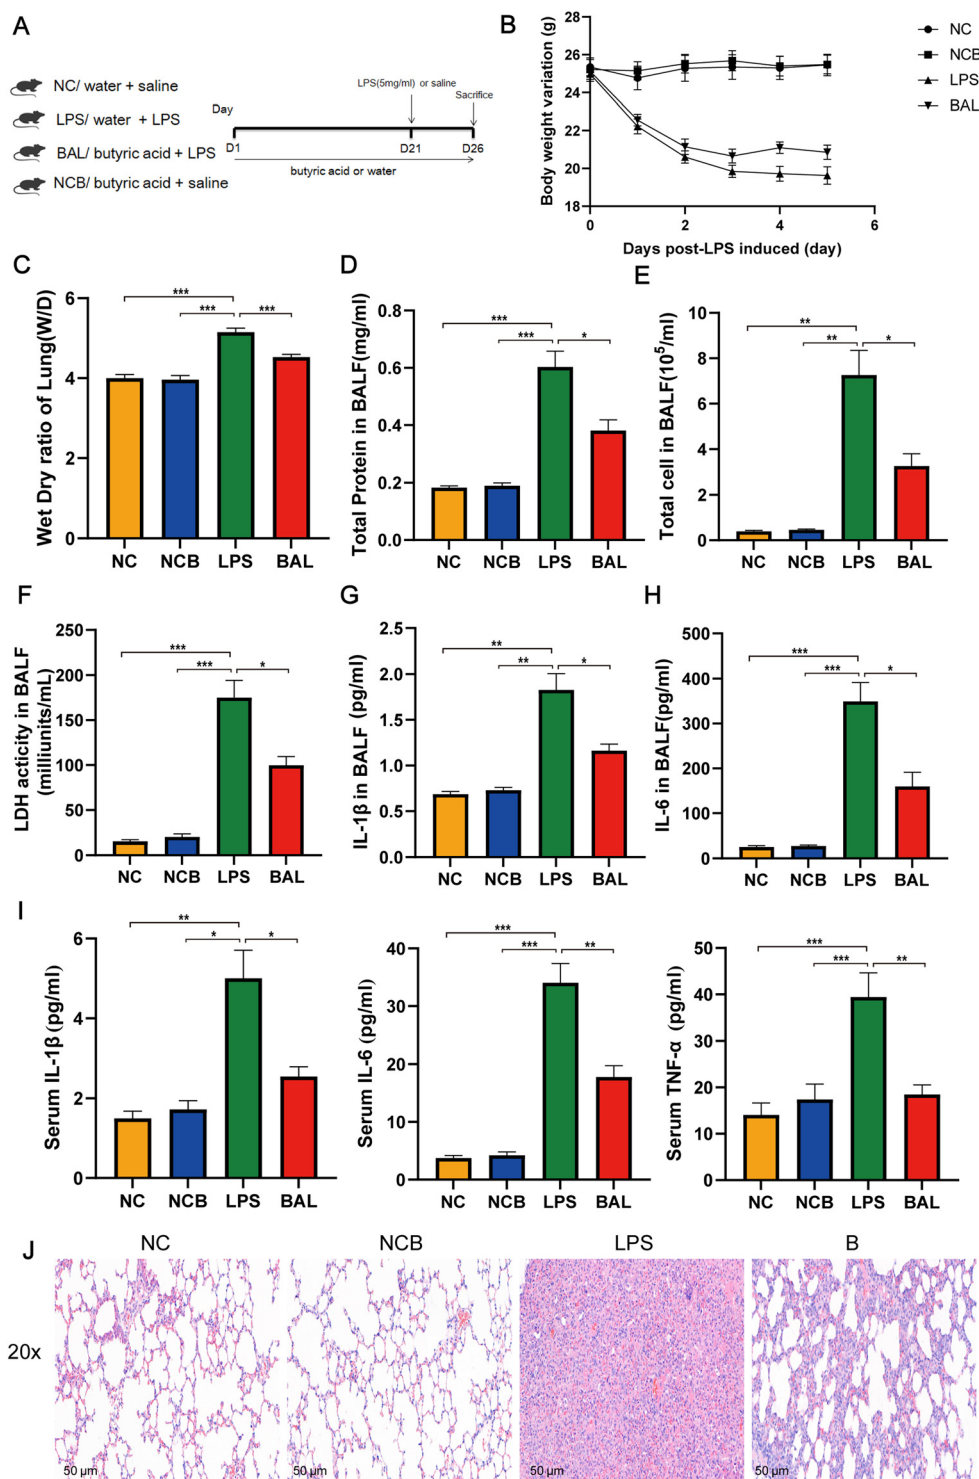 A
NC/ water + saline
LPS/ water + LPS
BAL/ butyric acid + LPS
NCB/ butyric acid + saline
Day
LPS(5mg/ml) or saline
Sacrifice
D1
D21
D26
butyric acid or water
B
Body weight variation (g)
28
26
24
22
20
18
0
2
4
6
Days post-LPS induced (day)
NC
NCB
LPS
BAL
C
Wet Dry ratio of Lung(W/D)
6
4
2
0
***
***
***
NC NCB LPS BAL
D
Total Protein in BALF(mg/ml)
0.8
0.6
0.4
0.2
0.0
***
***
*
NC NCB LPS BAL
E
Total cell in BALF(10⁵/ml)
10
8
6
4
2
0
**
**
*
NC NCB LPS BAL
F
LDH acticity in BALF
(milliunits/mL)
250
200
150
100
50
0
***
***
*
NC NCB LPS BAL
G
IL-1β in BALF (pg/ml)
2.5
2.0
1.5
1.0
0.5
0.0
**
**
*
NC NCB LPS BAL
H
IL-6 in BALF(pg/ml)
500
400
300
200
100
0
***
***
*
NC NCB LPS BAL
I
Serum IL-1β (pg/ml)
6
4
2
0
**
*
*
NC NCB LPS BAL
Serum IL-6 (pg/ml)
40
30
20
10
0
***
***
**
NC NCB LPS BAL
Serum TNF-α (pg/ml)
50
40
30
20
10
0
***
***
**
NC NCB LPS BAL
J
NC
NCB
LPS
B
20x
50 μm
50 μm
50 μm
50 μm